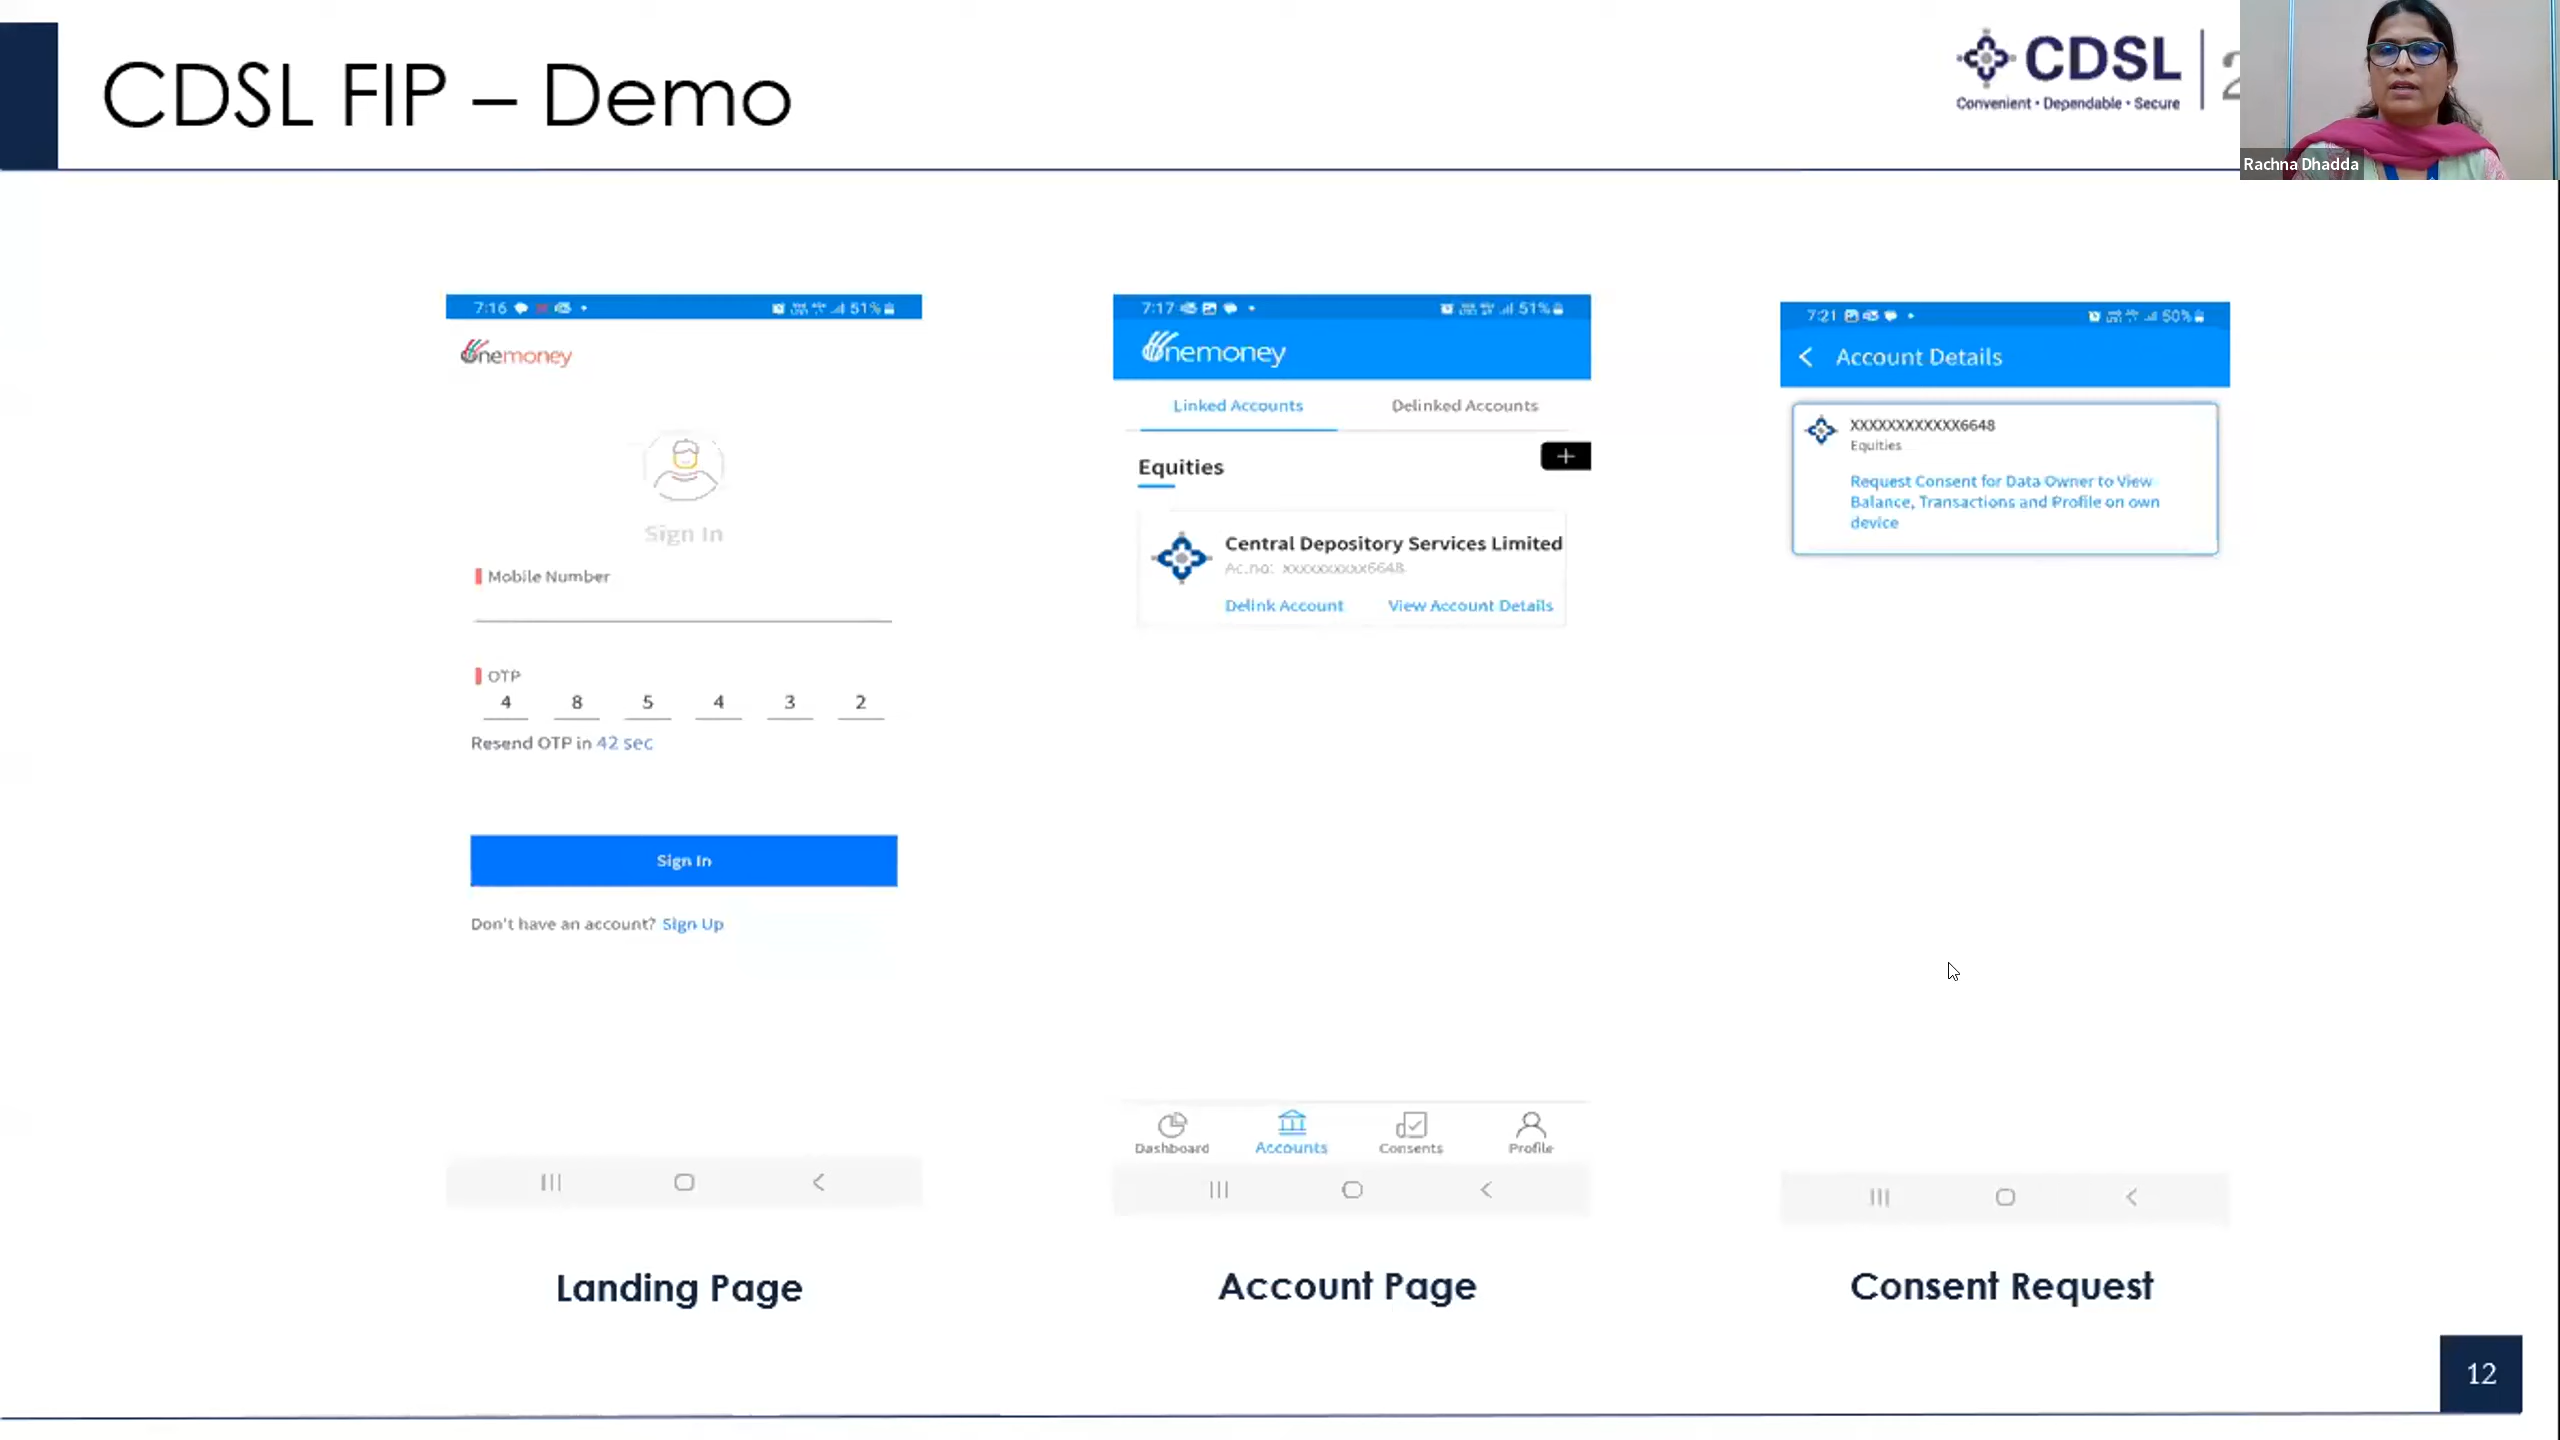 CDSL FIP – Demo
CDSL
Convenient • Dependable • Secure
Rachna Dhadda
7:16
51%
Onemoney
Sign In
Mobile Number
OTP
4 8 5 4 3 2
Resend OTP in 42 sec
Sign In
Don't have an account? Sign Up
Landing Page
7:17
51%
Onemoney
Linked Accounts
Delinked Accounts
Equities
+
Central Depository Services Limited
Ac.no: xxxxxxxxxx6648
Delink Account
View Account Details
Dashboard
Accounts
Consents
Profile
Account Page
7:21
50%
Account Details
XXXXXXXXXXXX6648
Equities
Request Consent for Data Owner to View
Balance, Transactions and Profile on own
device
Consent Request
12